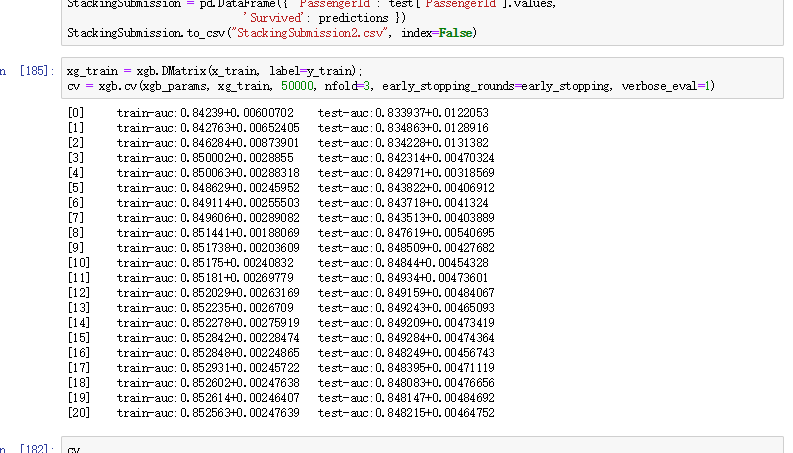 StackingSubmission = pd.DataFrame({ 'PassengerId': test['PassengerId'].values,
'Survived': predictions })
StackingSubmission.to_csv("StackingSubmission2.csv", index=False)
n [185]: xg_train = xgb.DMatrix(x_train, label=y_train);
cv = xgb.cv(xgb_params, xg_train, 50000, nfold=3, early_stopping_rounds=early_stopping, verbose_eval=1)
[0] train-auc:0.84239+0.00600702 test-auc:0.833937+0.0122053
[1] train-auc:0.842763+0.00652405 test-auc:0.834863+0.0128916
[2] train-auc:0.846284+0.00873901 test-auc:0.834228+0.0131382
[3] train-auc:0.850002+0.0028855 test-auc:0.842314+0.00470324
[4] train-auc:0.850063+0.00288318 test-auc:0.842971+0.00318569
[5] train-auc:0.848629+0.00245952 test-auc:0.843822+0.00406912
[6] train-auc:0.849114+0.00255503 test-auc:0.843718+0.0041324
[7] train-auc:0.849606+0.00289082 test-auc:0.843513+0.00403889
[8] train-auc:0.851441+0.00188069 test-auc:0.847619+0.00540695
[9] train-auc:0.851738+0.00203609 test-auc:0.848509+0.00427682
[10] train-auc:0.85175+0.00240832 test-auc:0.84844+0.00454328
[11] train-auc:0.85181+0.00269779 test-auc:0.84934+0.00473601
[12] train-auc:0.852029+0.00263169 test-auc:0.849159+0.00484067
[13] train-auc:0.852235+0.0026709 test-auc:0.849243+0.00465093
[14] train-auc:0.852278+0.00275919 test-auc:0.849209+0.00473419
[15] train-auc:0.852842+0.00228474 test-auc:0.849284+0.00474364
[16] train-auc:0.852848+0.00224865 test-auc:0.848249+0.00456743
[17] train-auc:0.852931+0.00245722 test-auc:0.848395+0.00471119
[18] train-auc:0.852602+0.00247638 test-auc:0.848083+0.00476656
[19] train-auc:0.852614+0.00246407 test-auc:0.848147+0.00484692
[20] train-auc:0.852563+0.00247639 test-auc:0.848215+0.00464752
n [182]: cv